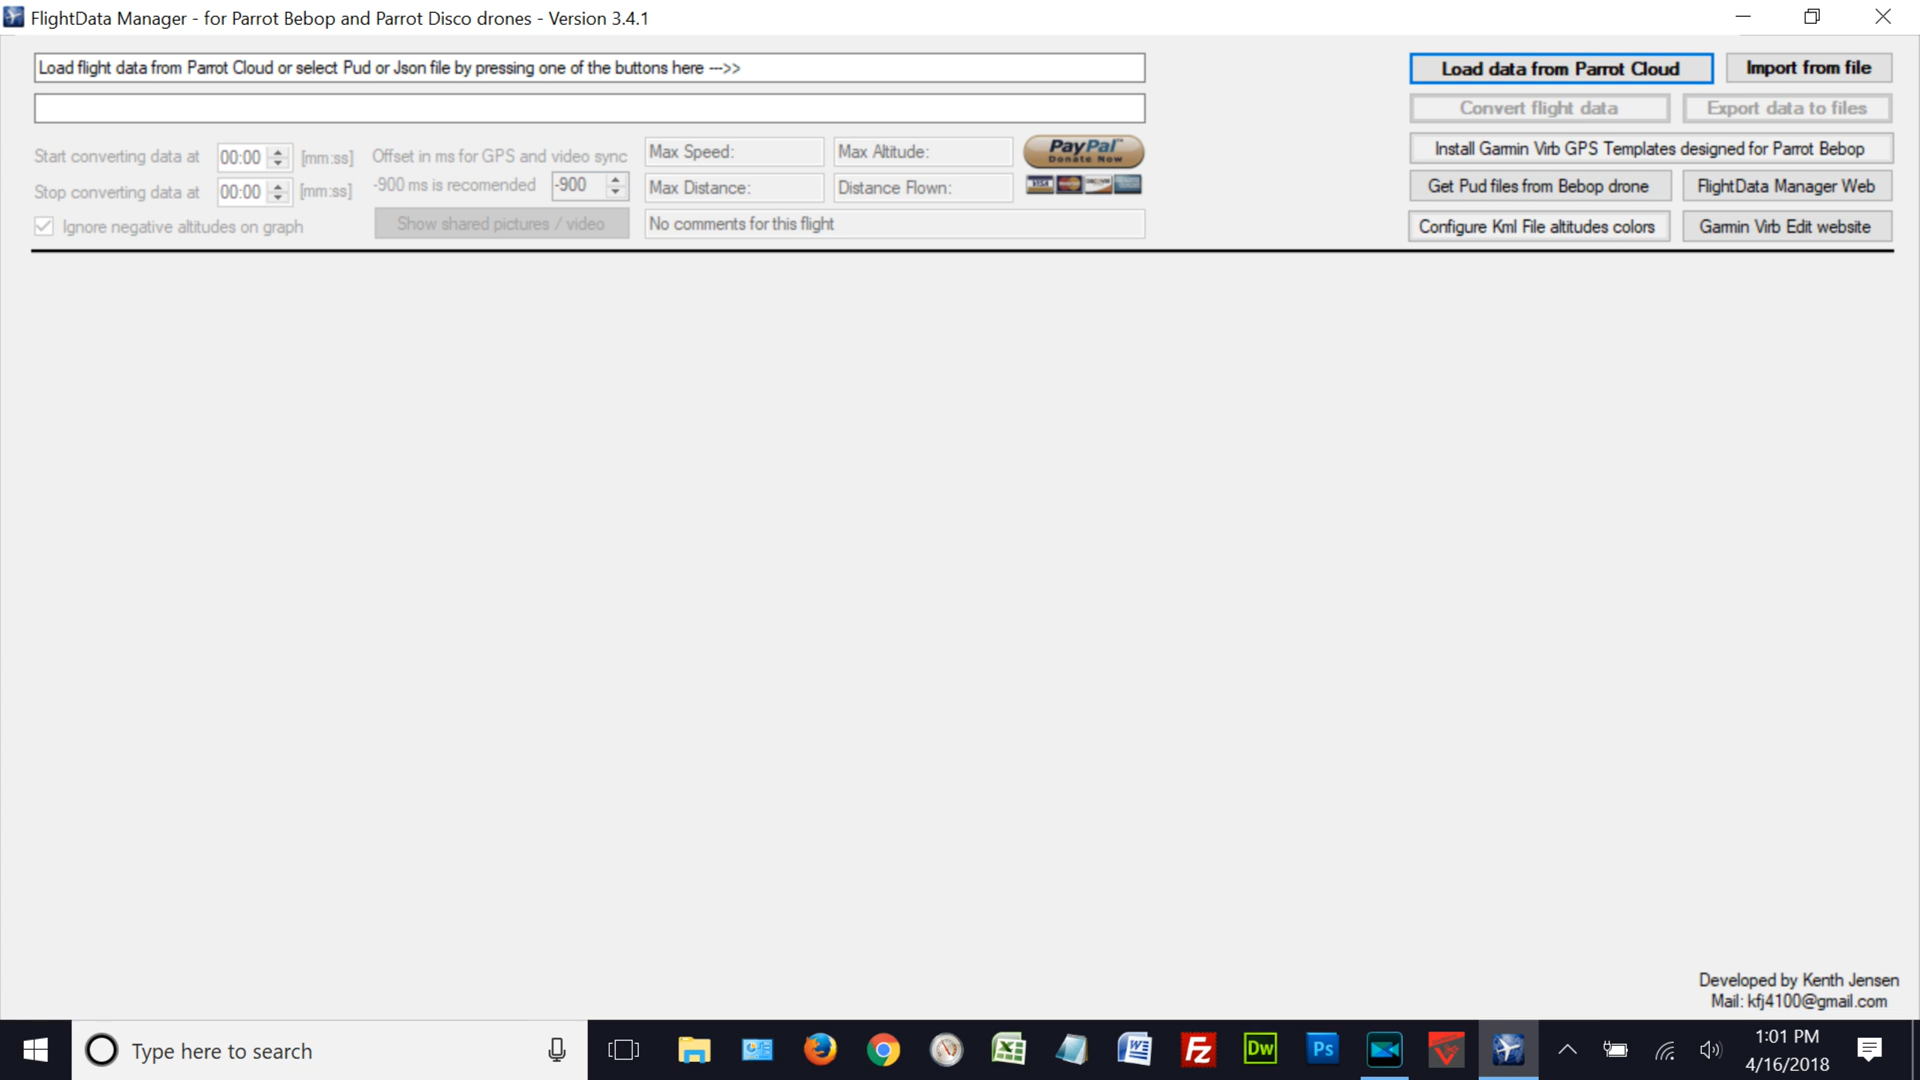 FlightData Manager - for Parrot Bebop and Parrot Disco drones - Version 3.4.1
Load flight data from Parrot Cloud or select Pud or Json file by pressing one of the buttons here --->>
Load data from Parrot Cloud
Import from file
Convert flight data
Export data to files
Start converting data at 00:00 [mm:ss]
Offset in ms for GPS and video sync
Max Speed:
Max Altitude:
PayPal
Donate Now
Install Garmin Virb GPS Templates designed for Parrot Bebop
Stop converting data at 00:00 [mm:ss]
-900 ms is recomended -900
Max Distance:
Distance Flown:
VISA
DISCOVER
Get Pud files from Bebop drone
FlightData Manager Web
Ignore negative altitudes on graph
Show shared pictures / video
No comments for this flight
Configure Kml File altitudes colors
Garmin Virb Edit website
Developed by Kenth Jensen
Mail: kfj4100@gmail.com
Type here to search
Fz
Dw
Ps
1:01 PM
4/16/2018